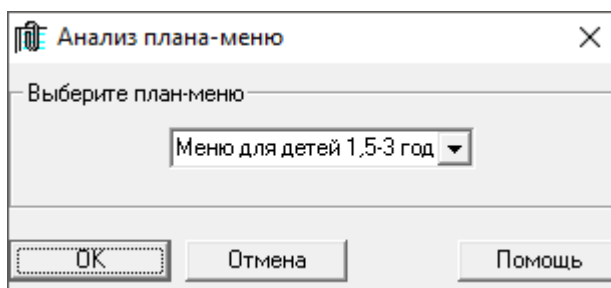 Анализ плана-меню
Выберите план-меню
Меню для детей 1,5-3 год
OK
Отмена
Помощь